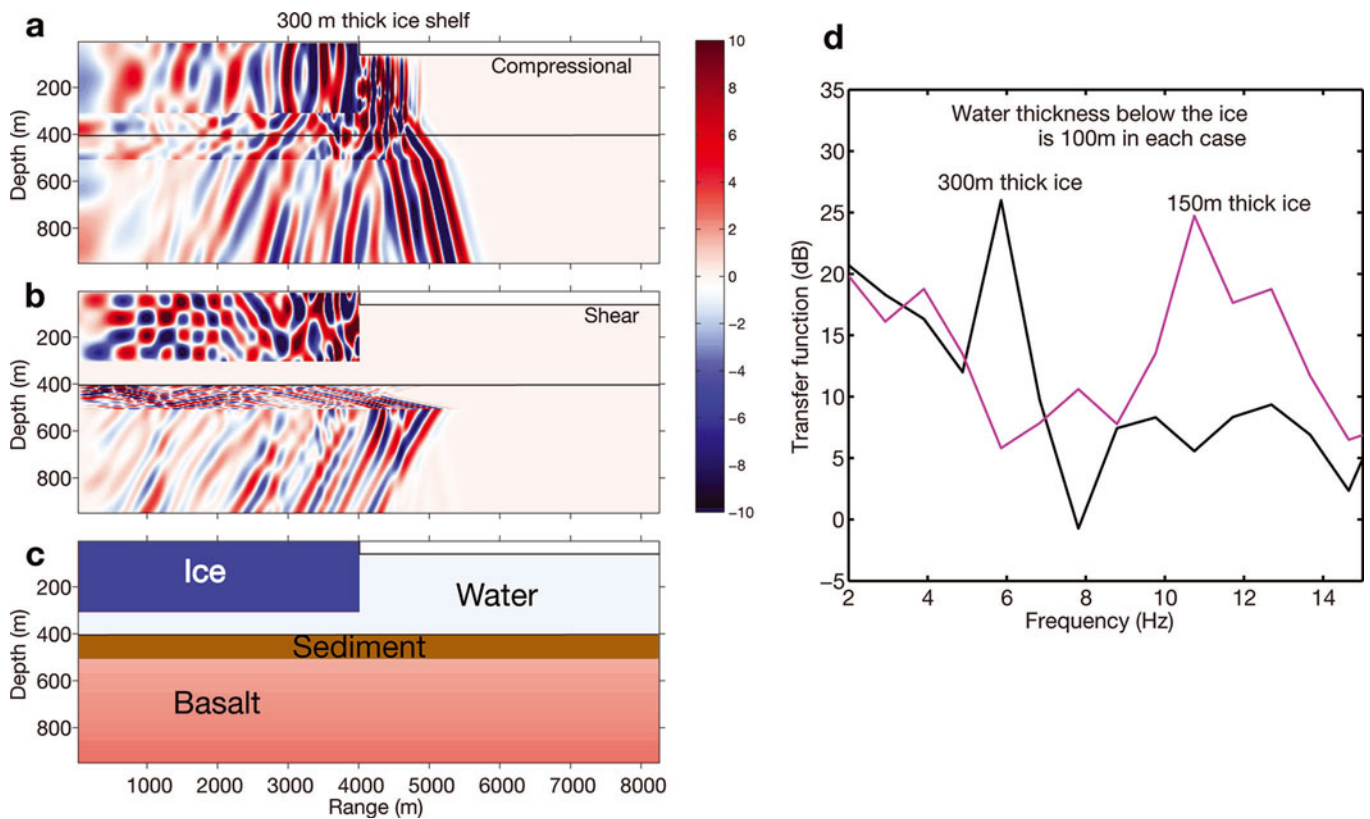 a
300 m thick ice shelf
Compressional
Depth (m)
200
400
600
800
b
Shear
Depth (m)
200
400
600
800
c
Ice
Water
Sediment
Basalt
Depth (m)
200
400
600
800
1000 2000 3000 4000 5000 6000 7000 8000
Range (m)
10
8
6
4
2
0
−2
−4
−6
−8
−10
d
Water thickness below the ice
is 100m in each case
300m thick ice
150m thick ice
Transfer function (dB)
35
30
25
20
15
10
5
0
−5
2 4 6 8 10 12 14
Frequency (Hz)